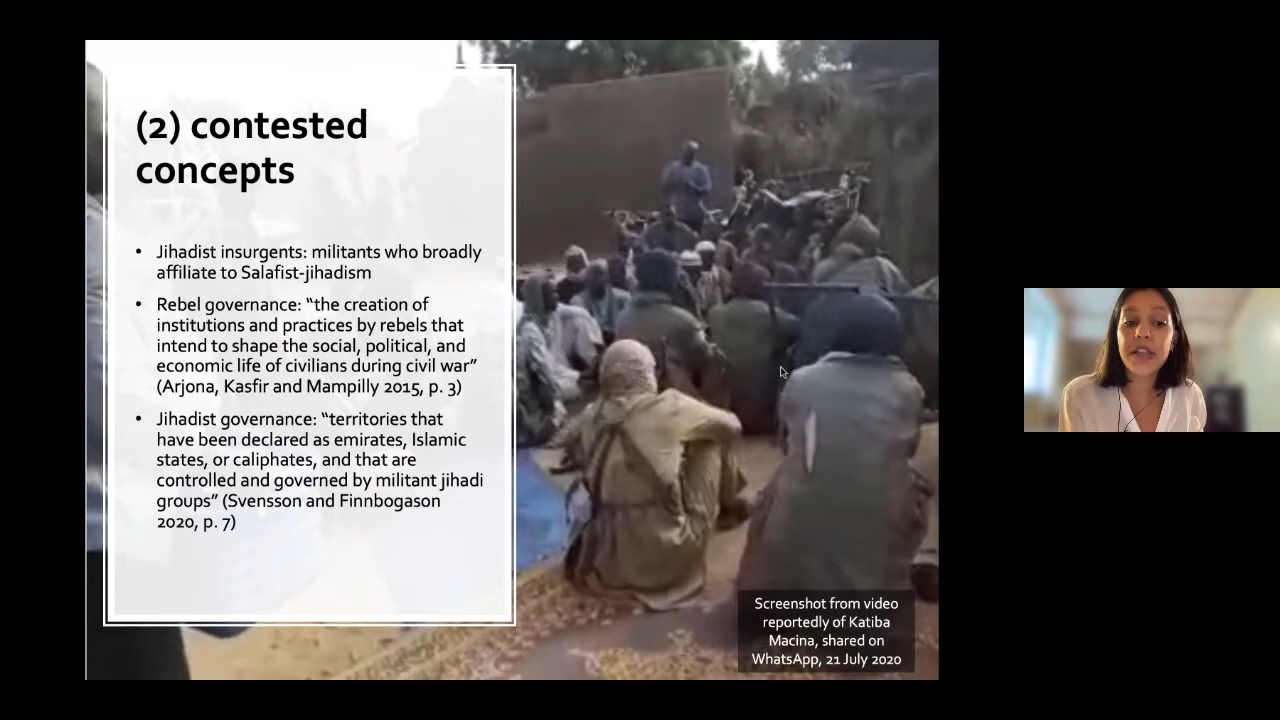 (2) contested
concepts
• Jihadist insurgents: militants who broadly
affiliate to Salafist-jihadism
• Rebel governance: “the creation of
institutions and practices by rebels that
intend to shape the social, political, and
economic life of civilians during civil war”
(Arjona, Kasfir and Mampilly 2015, p. 3)
• Jihadist governance: “territories that
have been declared as emirates, Islamic
states, or caliphates, and that are
controlled and governed by militant jihadi
groups” (Svensson and Finnbogason
2020, p. 7)
Screenshot from video
reportedly of Katiba
Macina, shared on
WhatsApp, 21 July 2020